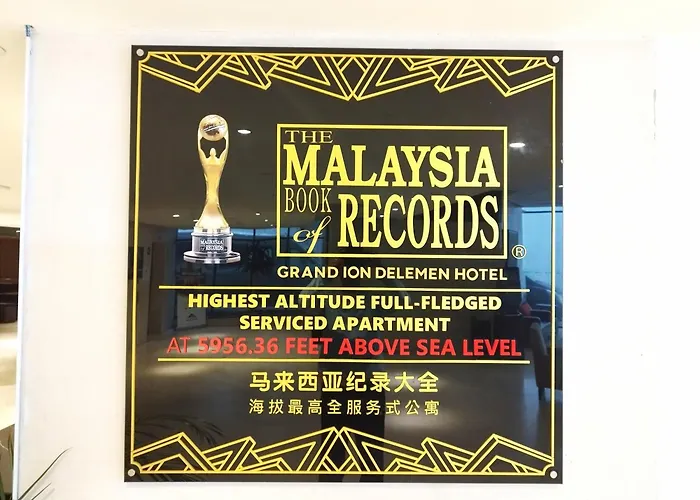 THE
MALAYSIA
BOOK
of RECORDS ®
MALAYSIA
RECORDS
GRAND ION DELEMEN HOTEL
HIGHEST ALTITUDE FULL-FLEDGED
SERVICED APARTMENT
AT 5956.36 FEET ABOVE SEA LEVEL
马来西亚纪录大全
海拔最高全服务式公寓